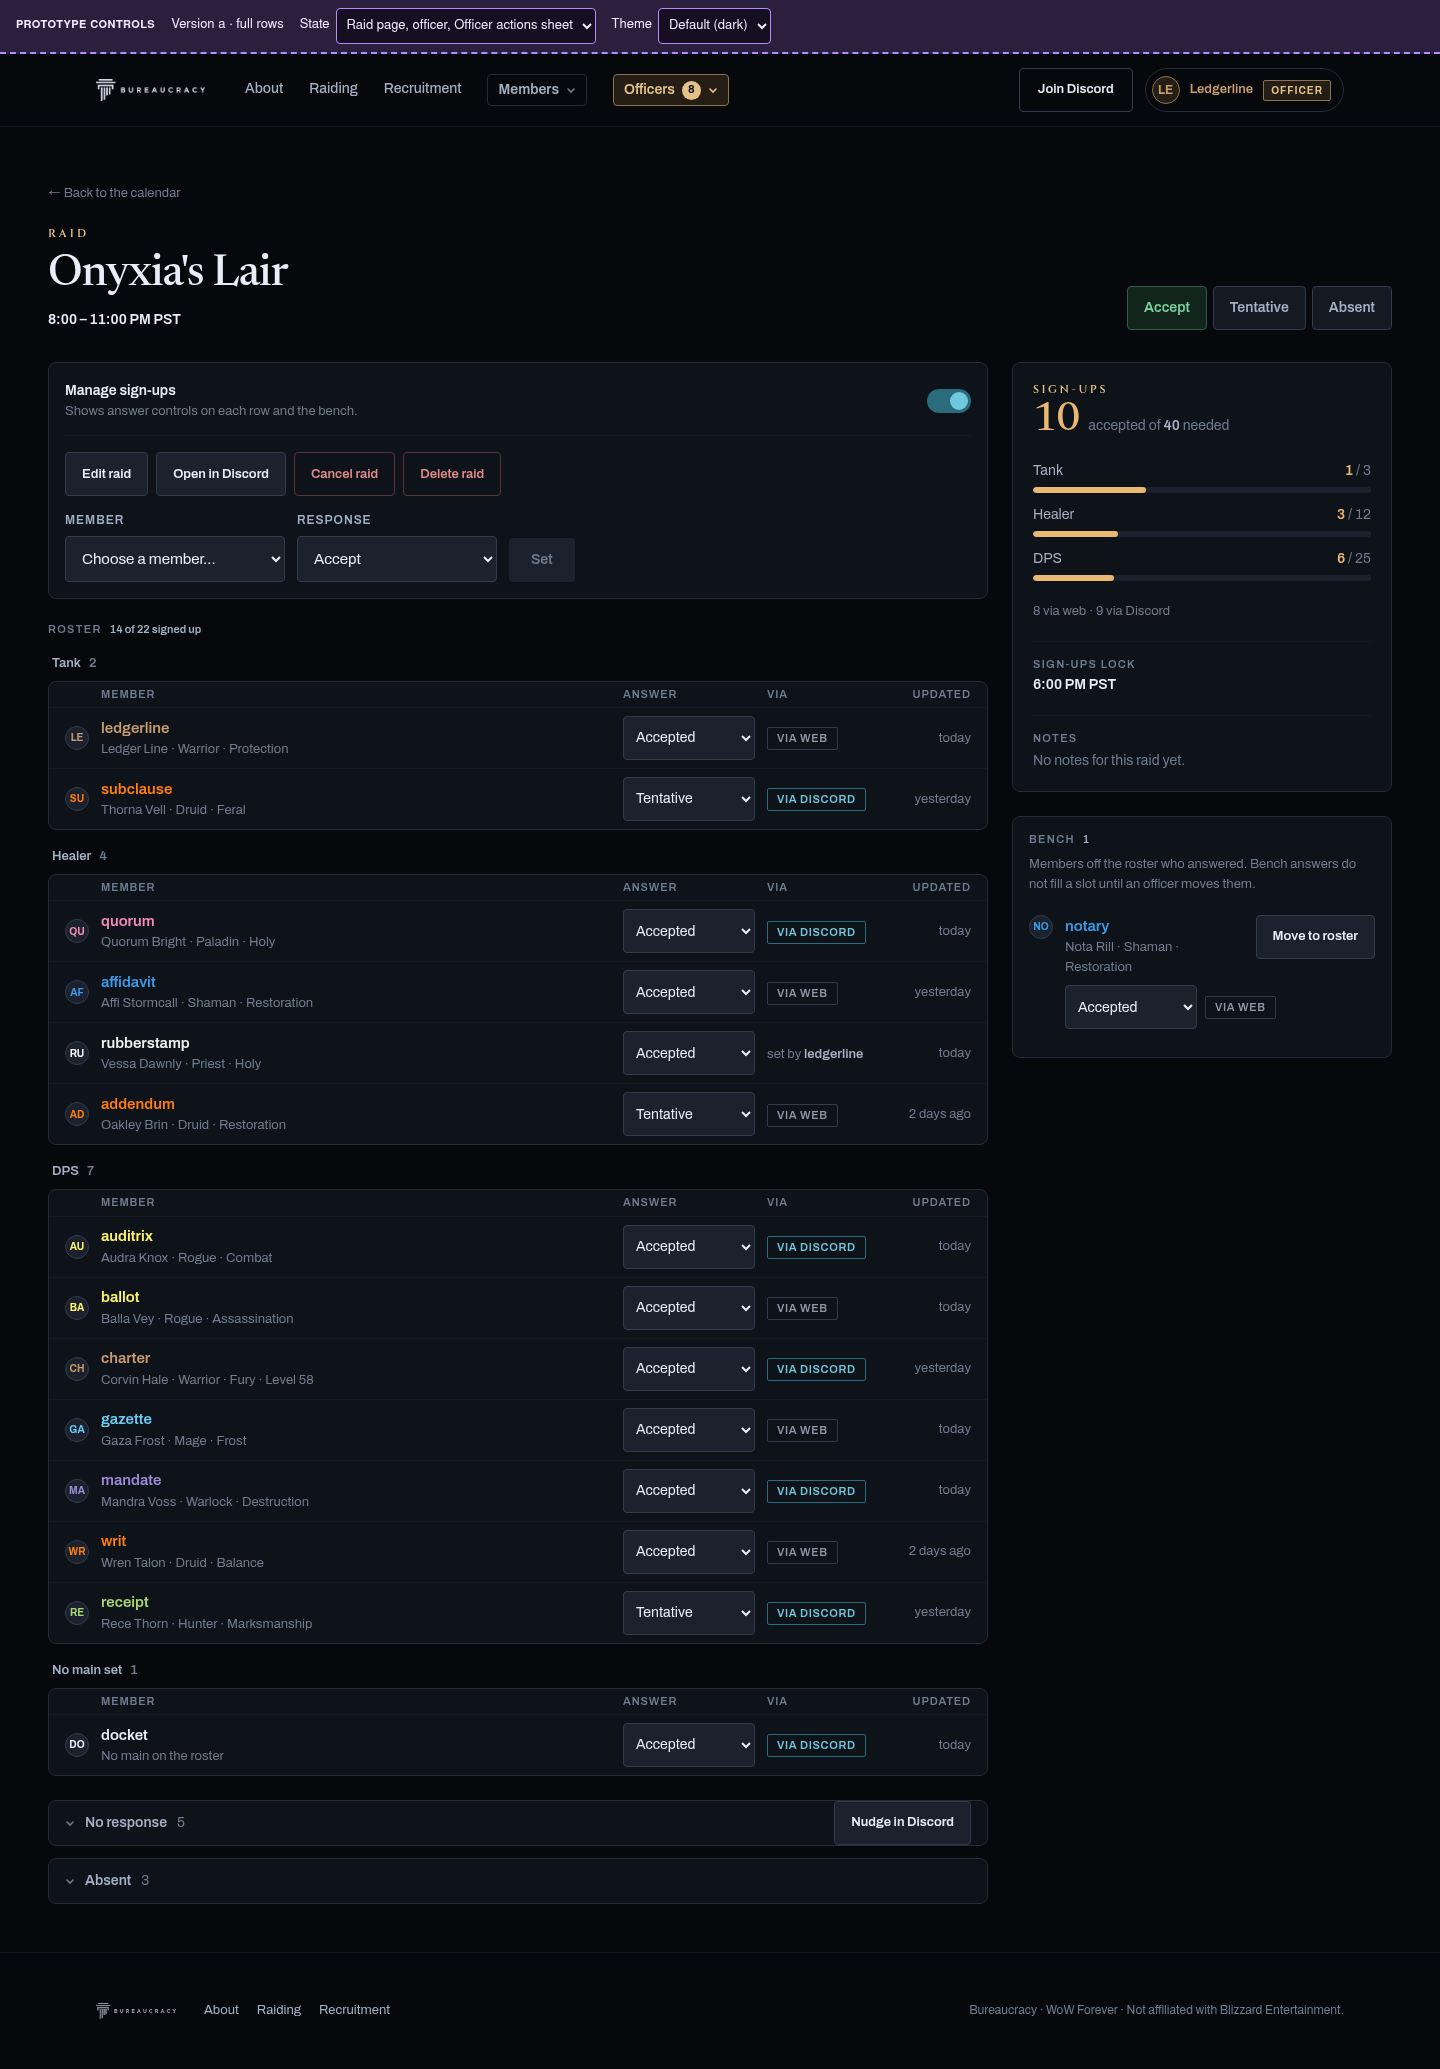 PROTOTYPE CONTROLS Version a · full rows State Raid page, officer, Officer actions sheet Theme Default (dark)
BUREAUCRACY About Raiding Recruitment Members Officers 8 Join Discord LE Ledgerline OFFICER
← Back to the calendar
RAID
Onyxia's Lair
8:00 – 11:00 PM PST
Accept Tentative Absent
Manage sign-ups
Shows answer controls on each row and the bench.
Edit raid Open in Discord Cancel raid Delete raid
MEMBER RESPONSE
Choose a member... Accept Set
ROSTER 14 of 22 signed up
Tank 2
MEMBER ANSWER VIA UPDATED
LE ledgerline Accepted VIA WEB today
Ledger Line · Warrior · Protection
SU subclause Tentative VIA DISCORD yesterday
Thorna Vell · Druid · Feral
Healer 4
MEMBER ANSWER VIA UPDATED
QU quorum Accepted VIA DISCORD today
Quorum Bright · Paladin · Holy
AF affidavit Accepted VIA WEB yesterday
Affi Stormcall · Shaman · Restoration
RU rubberstamp Accepted set by ledgerline today
Vessa Dawnly · Priest · Holy
AD addendum Tentative VIA WEB 2 days ago
Oakley Brin · Druid · Restoration
DPS 7
MEMBER ANSWER VIA UPDATED
AU auditrix Accepted VIA DISCORD today
Audra Knox · Rogue · Combat
BA ballot Accepted VIA WEB today
Balla Vey · Rogue · Assassination
CH charter Accepted VIA DISCORD yesterday
Corvin Hale · Warrior · Fury · Level 58
GA gazette Accepted VIA WEB today
Gaza Frost · Mage · Frost
MA mandate Accepted VIA DISCORD today
Mandra Voss · Warlock · Destruction
WR writ Accepted VIA WEB 2 days ago
Wren Talon · Druid · Balance
RE receipt Tentative VIA DISCORD yesterday
Rece Thorn · Hunter · Marksmanship
No main set 1
MEMBER ANSWER VIA UPDATED
DO docket Accepted VIA DISCORD today
No main on the roster
No response 5 Nudge in Discord
Absent 3
SIGN-UPS
10 accepted of 40 needed
Tank 1 / 3
Healer 3 / 12
DPS 6 / 25
8 via web · 9 via Discord
SIGN-UPS LOCK
6:00 PM PST
NOTES
No notes for this raid yet.
BENCH 1
Members off the roster who answered. Bench answers do
not fill a slot until an officer moves them.
NO notary Move to roster
Nota Rill · Shaman ·
Restoration
Accepted VIA WEB
BUREAUCRACY About Raiding Recruitment Bureaucracy · WoW Forever · Not affiliated with Blizzard Entertainment.